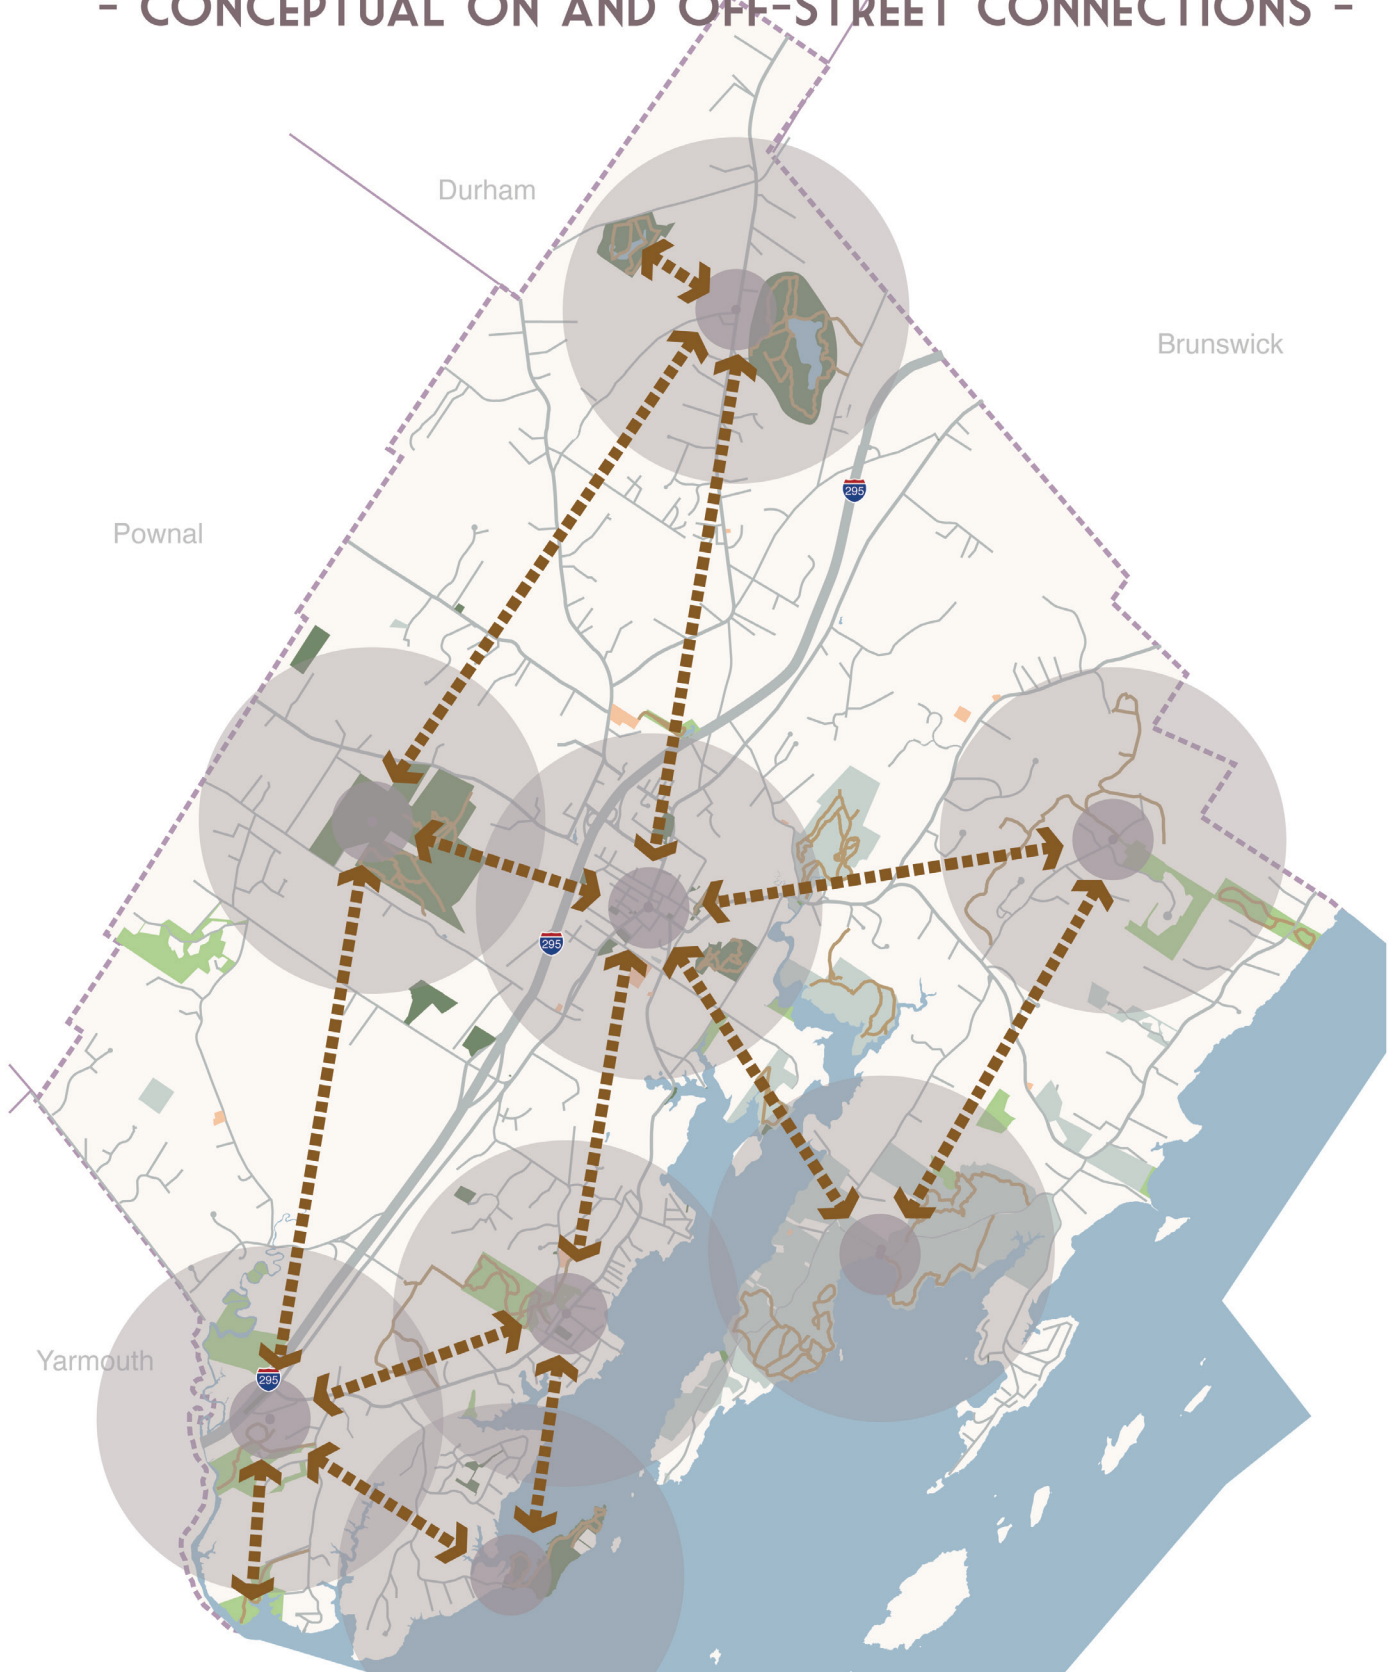 - CONCEPTUAL ON AND OFF-STREET CONNECTIONS -
Durham
Brunswick
295
Pownal
295
Yarmouth
295